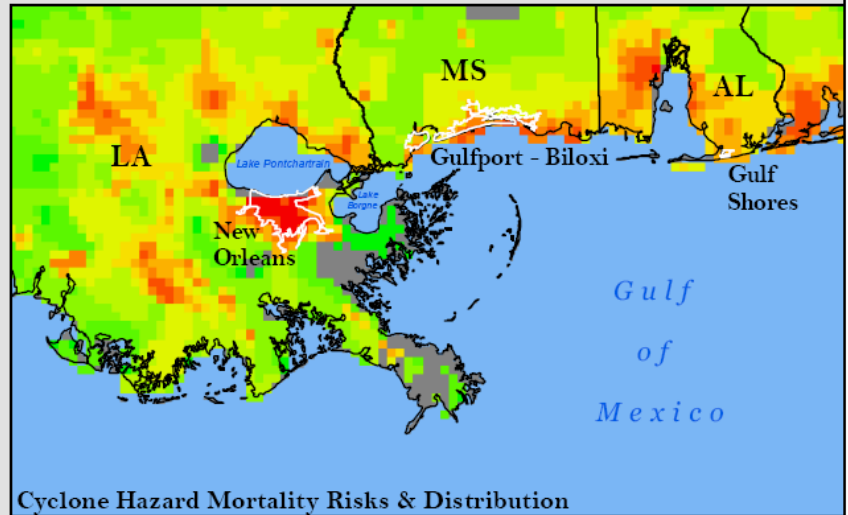 MS
AL
LA
Lake Pontchartrain
Gulfport - Biloxi
Gulf
Shores
Lake
Borgne
New
Orleans
Gulf
of
Mexico
Cyclone Hazard Mortality Risks & Distribution